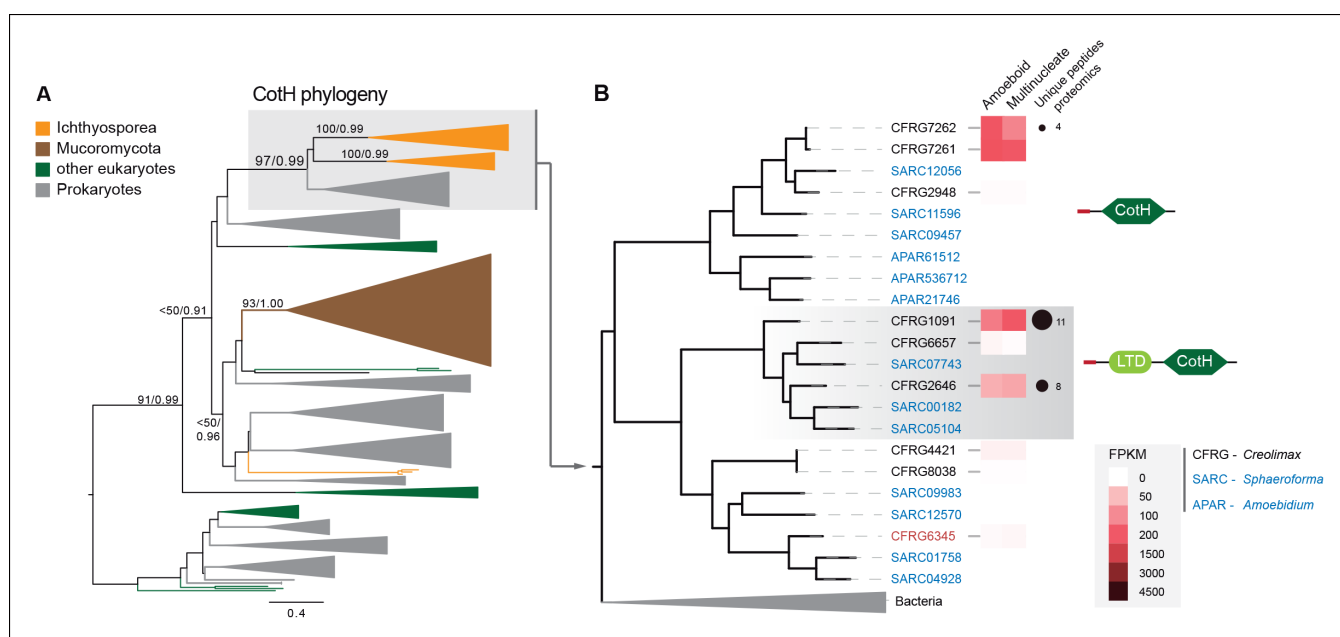 A
CotH phylogeny
Ichthyosporea
Mucoromycota
other eukaryotes
Prokaryotes
100/0.99
100/0.99
97/0.99
93/1.00
<50/0.91
91/0.99
<50/
0.96
0.4
B
Amoeboid
Multinucleate
Unique peptides
proteomics
CFRG7262
4
CFRG7261
SARC12056
CFRG2948
SARC11596
SARC09457
APAR61512
APAR536712
APAR21746
CFRG1091
11
CFRG6657
SARC07743
CFRG2646
8
SARC00182
SARC05104
CFRG4421
CFRG8038
SARC09983
SARC12570
CFRG6345
SARC01758
SARC04928
Bacteria
CotH
LTD CotH
FPKM
0
50
100
200
1500
3000
4500
CFRG - Creolimax
SARC - Sphaeroforma
APAR - Amoebidium